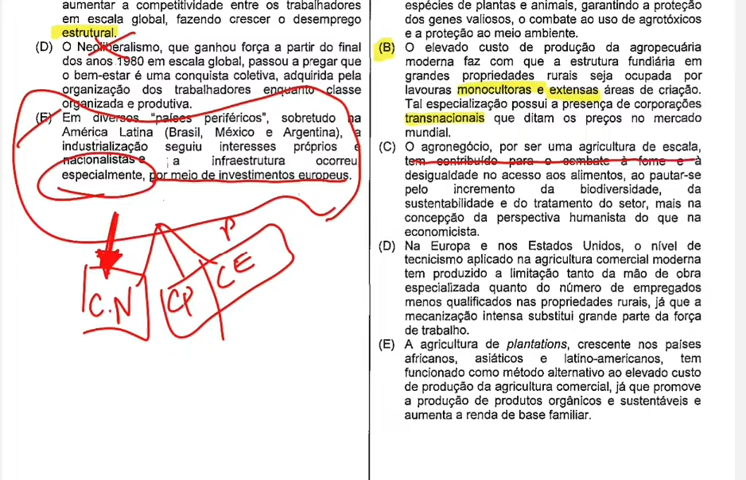 aumentar a competitividade entre os trabalhadores
em escala global, fazendo crescer o desemprego
estrutural.
(D) O Neoliberalismo, que ganhou força a partir do final
dos anos 1980 em escala global, passou a pregar que
o bem-estar é uma conquista coletiva, adquirida pela
organização dos trabalhadores enquanto classe
organizada e produtiva.
(E) Em diversos "países periféricos", sobretudo na
América Latina (Brasil, México e Argentina), a
industrialização seguiu interesses próprios e
nacionalistas e a infraestrutura ocorreu
especialmente, por meio de investimentos europeus.
C.N
CP
CE
espécies de plantas e animais, garantindo a proteção
dos genes valiosos, o combate ao uso de agrotóxicos
e a proteção ao meio ambiente.
(B) O elevado custo de produção da agropecuária
moderna faz com que a estrutura fundiária em
grandes propriedades rurais seja ocupada por
lavouras monocultoras e extensas áreas de criação.
Tal especialização possui a presença de corporações
transnacionais que ditam os preços no mercado
mundial.
(C) O agronegócio, por ser uma agricultura de escala,
tem contribuído para o combate à fome e à
desigualdade no acesso aos alimentos, ao pautar-se
pelo incremento da biodiversidade, da
sustentabilidade e do tratamento do setor, mais na
concepção da perspectiva humanista do que na
economicista.
(D) Na Europa e nos Estados Unidos, o nível de
tecnicismo aplicado na agricultura comercial moderna
tem produzido a limitação tanto da mão de obra
especializada quanto do número de empregados
menos qualificados nas propriedades rurais, já que a
mecanização intensa substitui grande parte da força
de trabalho.
(E) A agricultura de plantations, crescente nos países
africanos, asiáticos e latino-americanos, tem
funcionado como método alternativo ao elevado custo
de produção da agricultura comercial, já que promove
a produção de produtos orgânicos e sustentáveis e
aumenta a renda de base familiar.